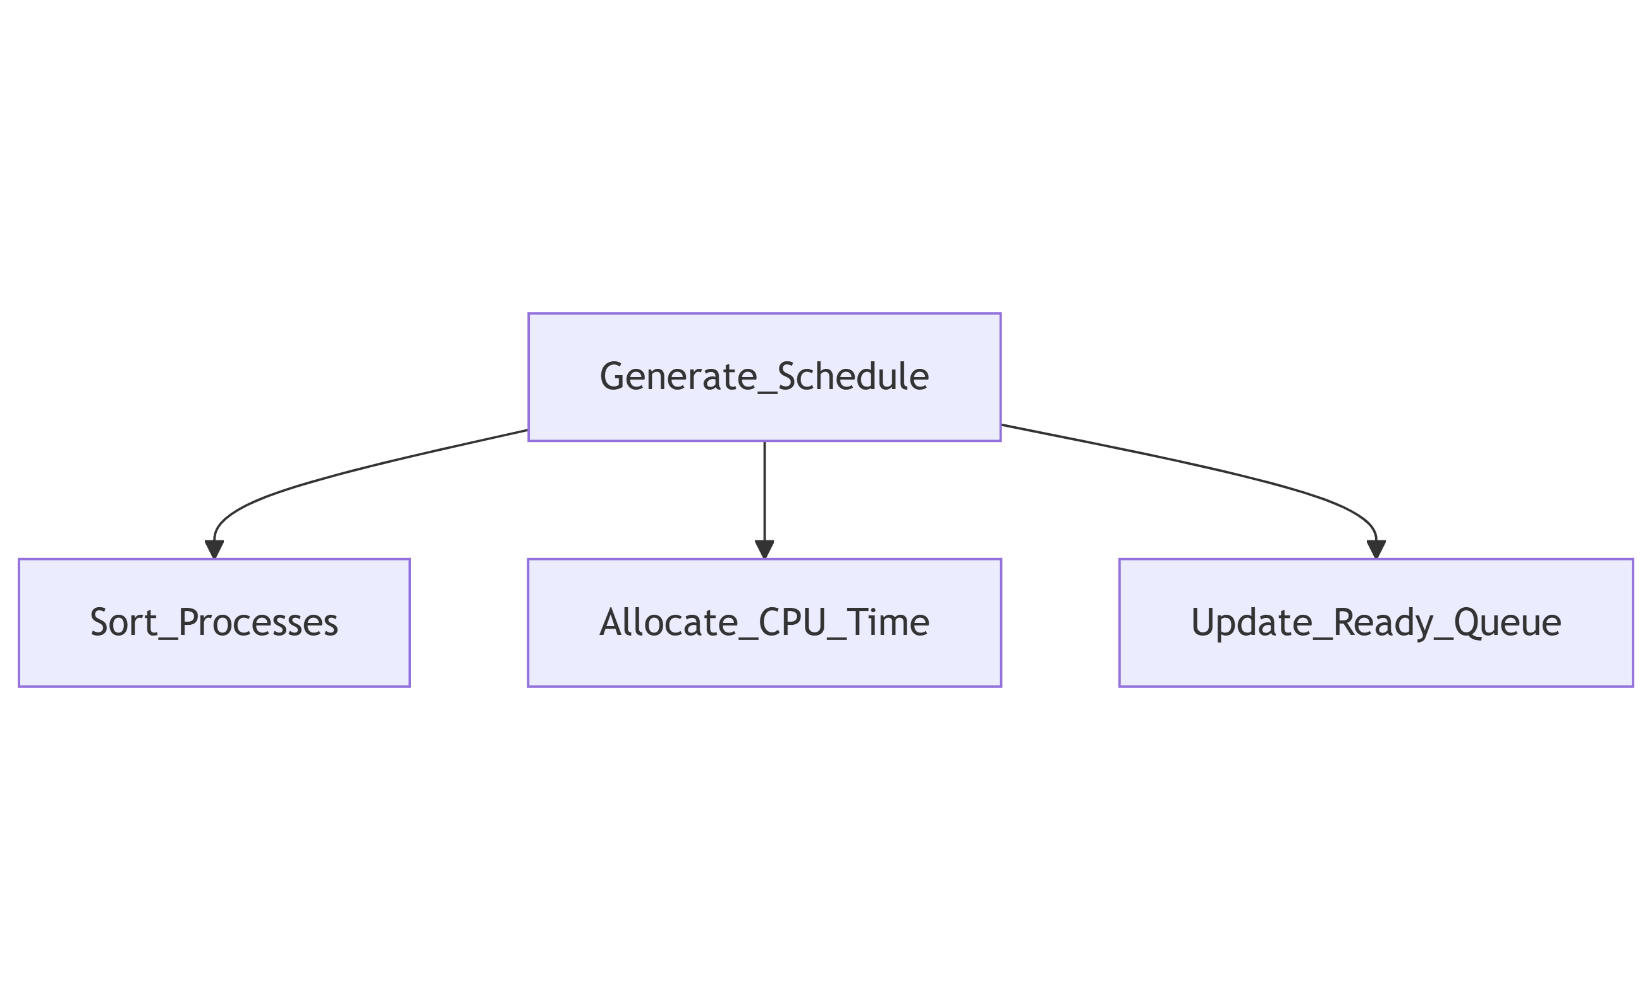 Generate_Schedule
Sort_Processes
Allocate_CPU_Time
Update_Ready_Queue